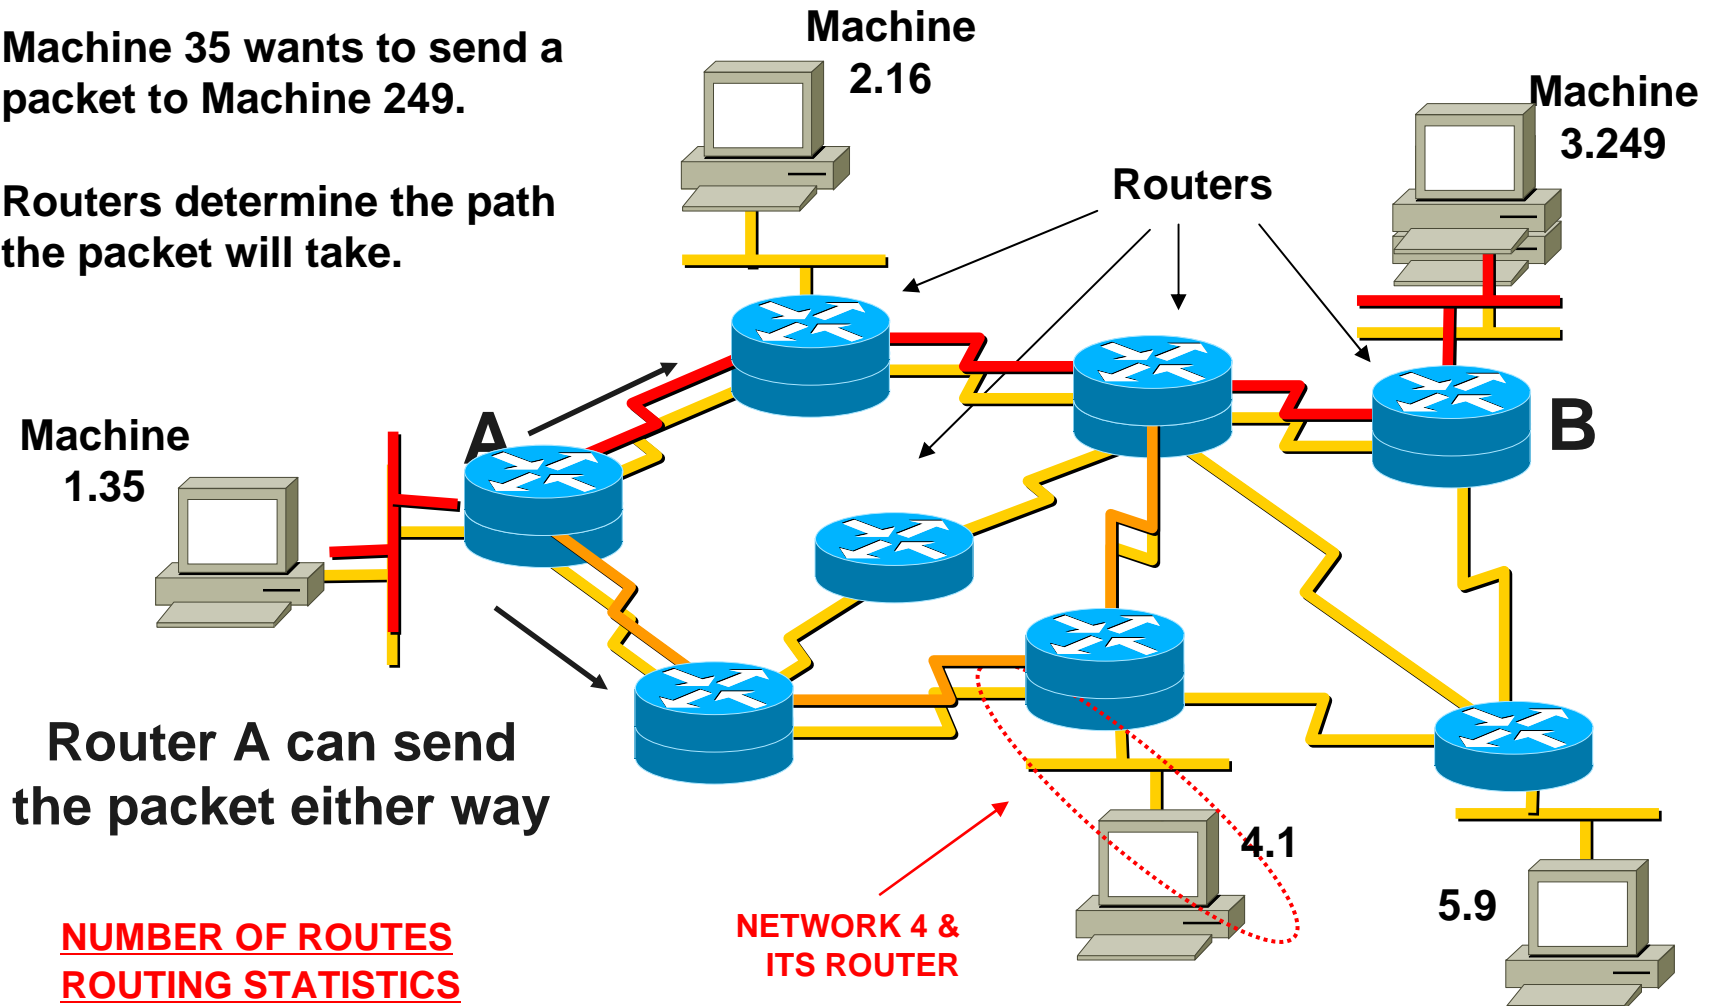 Machine 35 wants to send a
packet to Machine 249.
Routers determine the path
the packet will take.
Machine
2.16
Machine
3.249
Routers
Machine
1.35
A
B
Router A can send
the packet either way
4.1
5.9
NETWORK 4 &
ITS ROUTER
NUMBER OF ROUTES
ROUTING STATISTICS